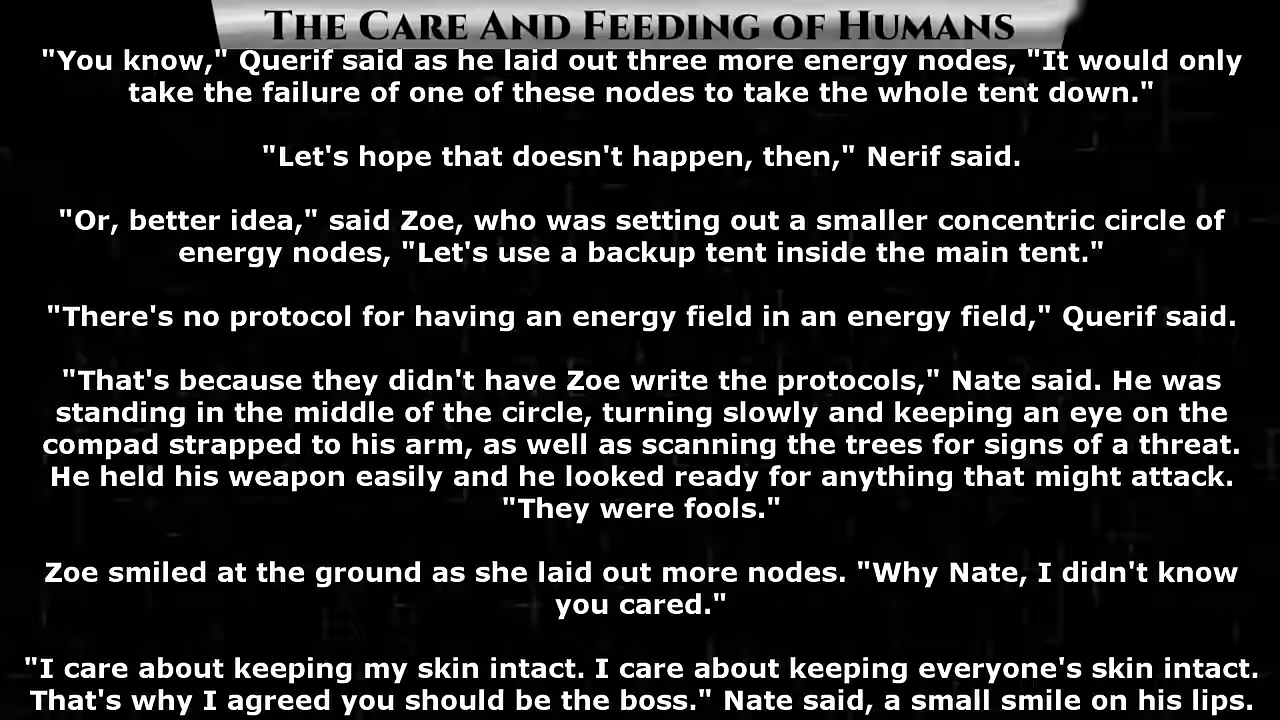 THE CARE AND FEEDING OF HUMANS
"You know," Querif said as he laid out three more energy nodes, "It would only
take the failure of one of these nodes to take the whole tent down."
"Let's hope that doesn't happen, then," Nerif said.
"Or, better idea," said Zoe, who was setting out a smaller concentric circle of
energy nodes, "Let's use a backup tent inside the main tent."
"There's no protocol for having an energy field in an energy field," Querif said.
"That's because they didn't have Zoe write the protocols," Nate said. He was
standing in the middle of the circle, turning slowly and keeping an eye on the
compad strapped to his arm, as well as scanning the trees for signs of a threat.
He held his weapon easily and he looked ready for anything that might attack.
"They were fools."
Zoe smiled at the ground as she laid out more nodes. "Why Nate, I didn't know
you cared."
"I care about keeping my skin intact. I care about keeping everyone's skin intact.
That's why I agreed you should be the boss." Nate said, a small smile on his lips.